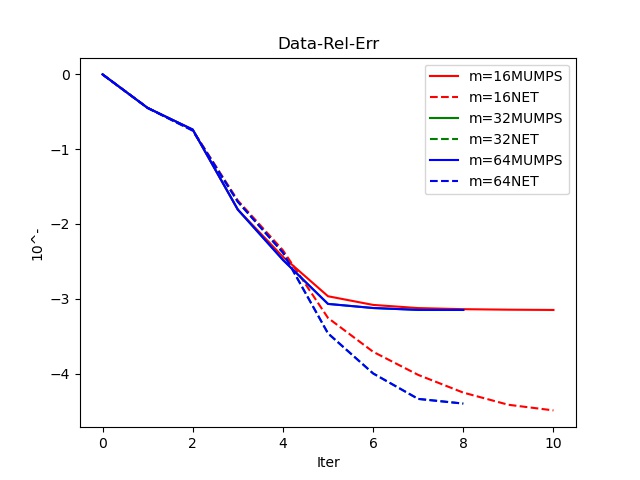 Data-Rel-Err
m=16MUMPS
m=16NET
m=32MUMPS
m=32NET
m=64MUMPS
m=64NET
0
−1
−2
−3
−4
10^-
0 2 4 6 8 10
Iter